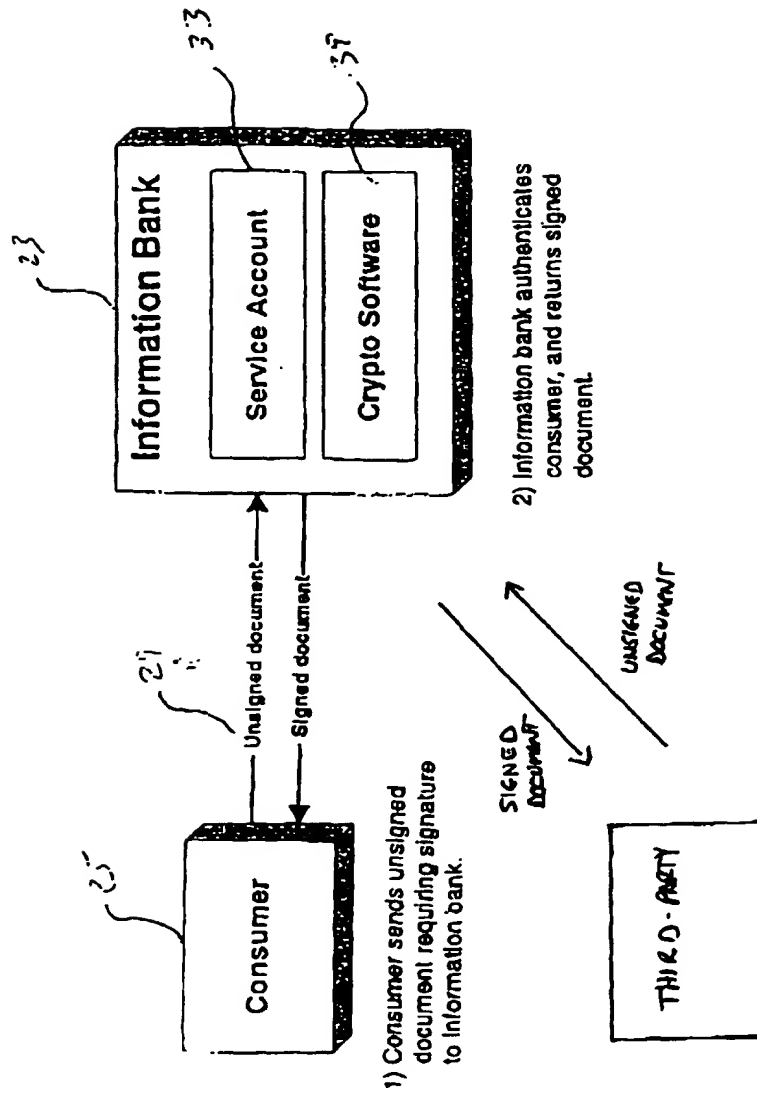 23
Information Bank
33
Service Account
Crypto Software
25
Consumer
Unsigned document
Signed document
1) Consumer sends unsigned
document requiring signature
to Information bank.
2) Information bank authenticates
consumer, and returns signed
document.
SIGNED
DOCUMENT
UNSIGNED
DOCUMENT
THIRD-PARTY